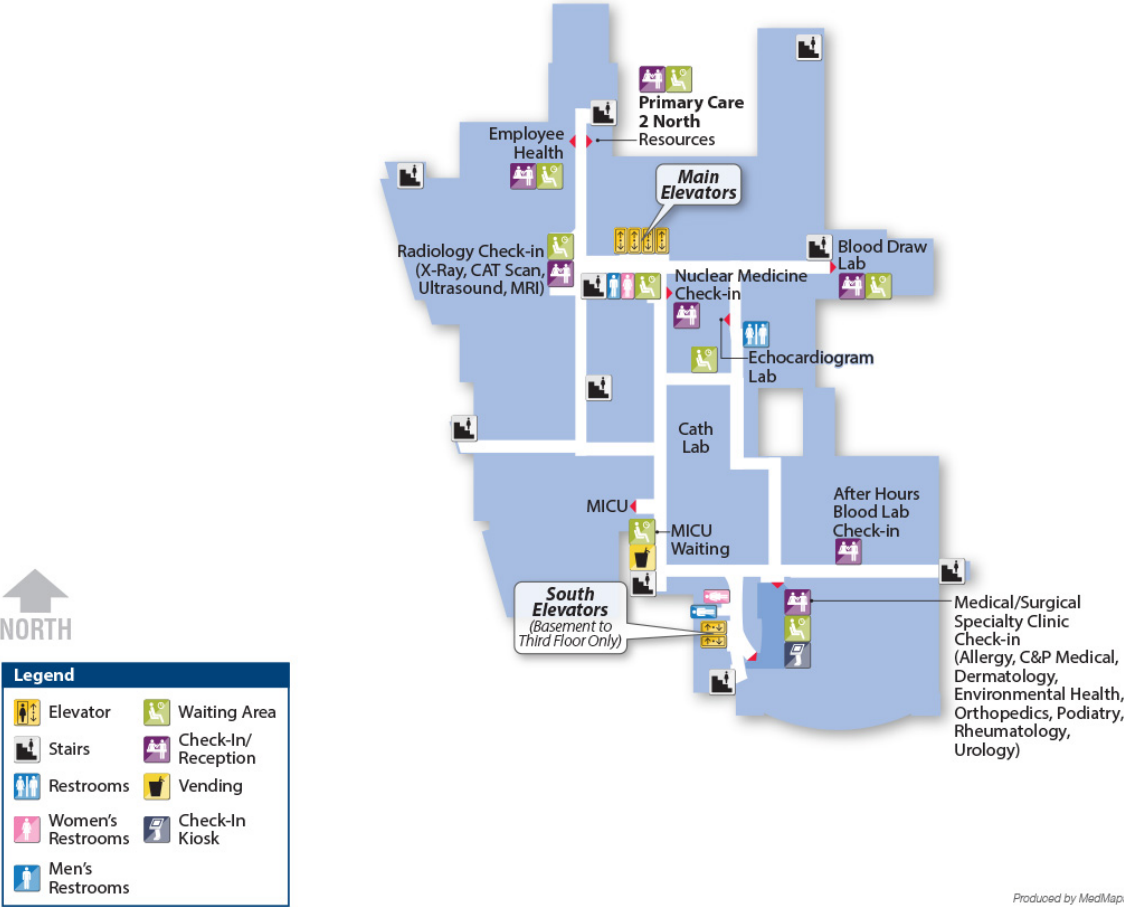 Primary Care
2 North
Resources
Employee
Health
Main
Elevators
Radiology Check-in
(X-Ray, CAT Scan,
Ultrasound, MRI)
Blood Draw
Lab
Nuclear Medicine
Check-in
Echocardiogram
Lab
Cath
Lab
MICU
MICU
Waiting
After Hours
Blood Lab
Check-in
South
Elevators
(Basement to
Third Floor Only)
Medical/Surgical
Specialty Clinic
Check-in
(Allergy, C&P Medical,
Dermatology,
Environmental Health,
Orthopedics, Podiatry,
Rheumatology,
Urology)
NORTH
Legend
Elevator
Waiting Area
Stairs
Check-In/
Reception
Restrooms
Vending
Women's
Restrooms
Check-In
Kiosk
Men's
Restrooms
Produced by MedMaps